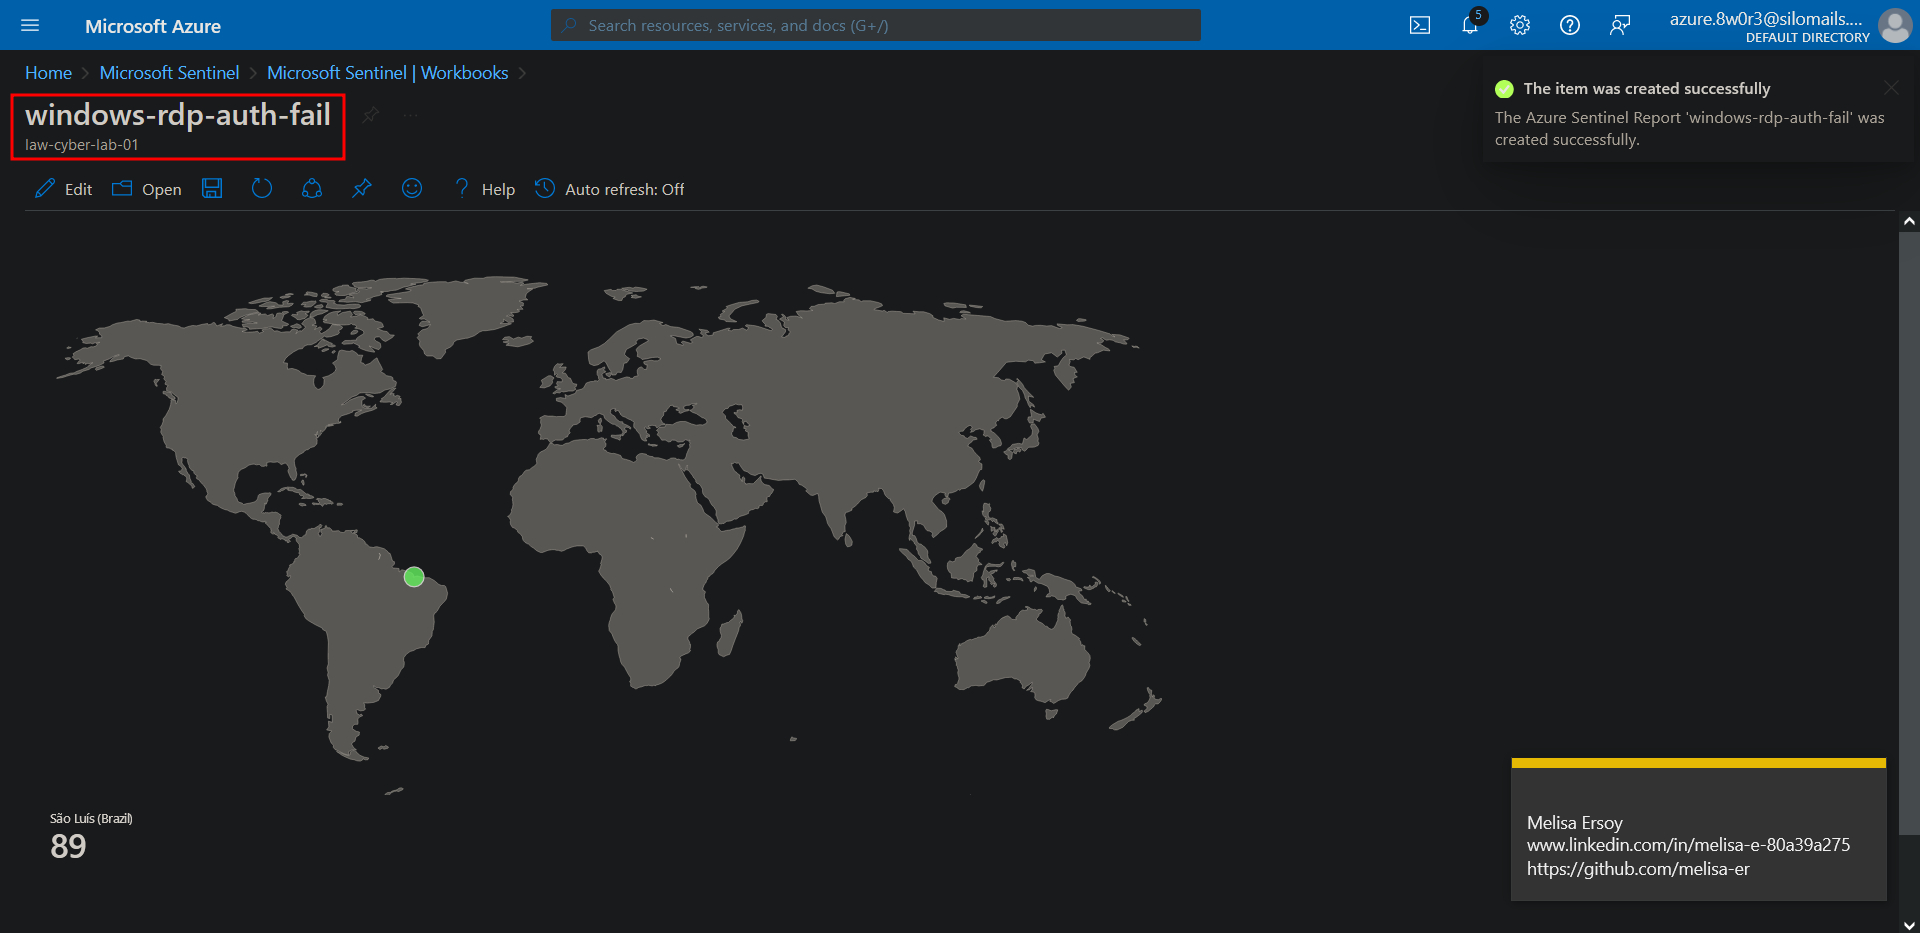 Microsoft Azure
Search resources, services, and docs (G+/)
5
azure.8w0r3@silomails....
DEFAULT DIRECTORY
Home > Microsoft Sentinel > Microsoft Sentinel | Workbooks >
windows-rdp-auth-fail
...
law-cyber-lab-01
The item was created successfully
The Azure Sentinel Report 'windows-rdp-auth-fail' was
created successfully.
Edit Open Help Auto refresh: Off
São Luís (Brazil)
89
Melisa Ersoy
www.linkedin.com/in/melisa-e-80a39a275
https://github.com/melisa-er